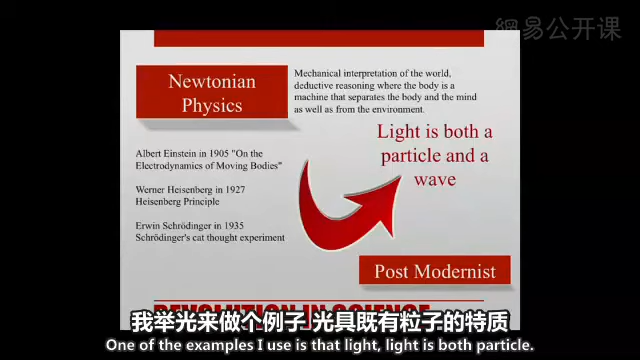 網易公开课
Newtonian
Physics
Mechanical interpretation of the world,
deductive reasoning where the body is a
machine that separates the body and the mind
as well as from the environment.
Light is both a
particle and a
wave
Albert Einstein in 1905 "On the
Electrodynamics of Moving Bodies"
Werner Heisenberg in 1927
Heisenberg Principle
Erwin Schrödinger in 1935
Schrödinger's cat thought experiment
Post Modernist
REVOLUTION IN SCIENCE
我举光来做个例子 光具既有粒子的特质
One of the examples I use is that light, light is both particle.